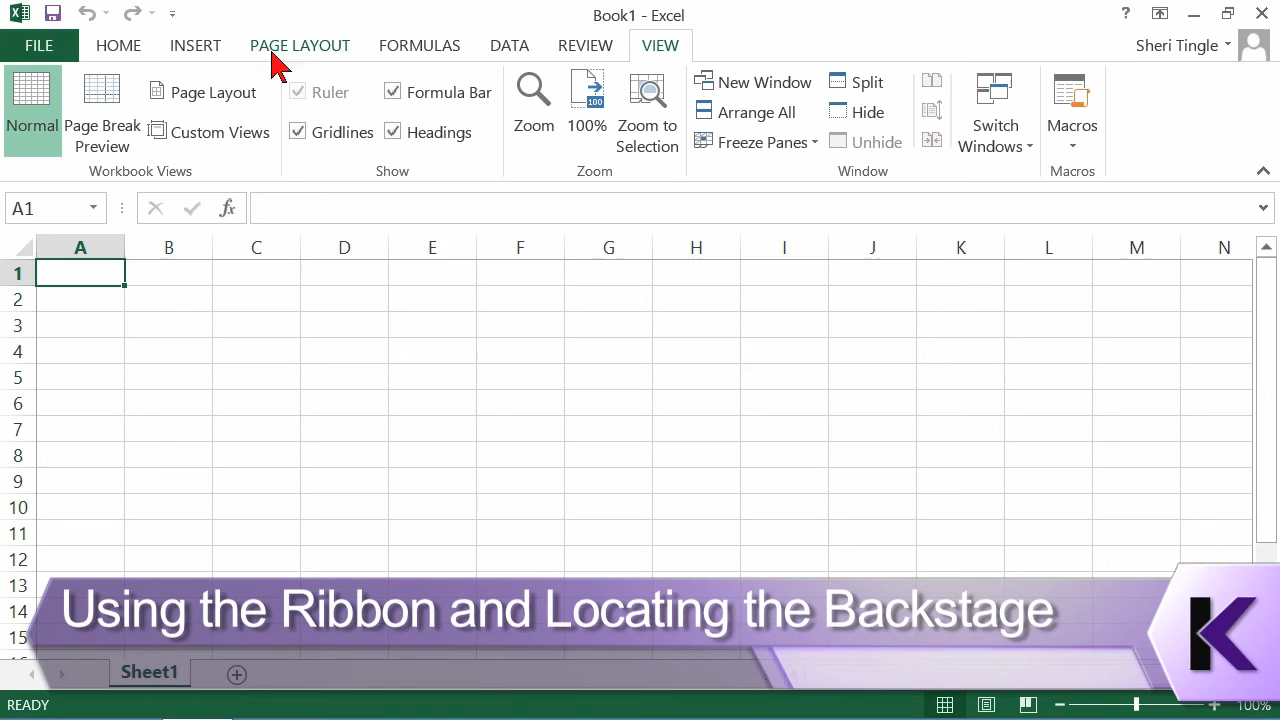 Book1 - Excel
?
FILE HOME INSERT PAGE LAYOUT FORMULAS DATA REVIEW VIEW Sheri Tingle
Normal
Page Break Preview
Page Layout
Custom Views
Workbook Views
Ruler
Formula Bar
Gridlines
Headings
Show
Zoom
100
100%
Zoom to Selection
Zoom
New Window
Arrange All
Freeze Panes
Split
Hide
Unhide
Switch Windows
Window
Macros
Macros
A1 fx
A B C D E F G H I J K L M N
1
2
3
4
5
6
7
8
9
10
11
12
13
14
15
Using the Ribbon and Locating the Backstage
K
Sheet1
READY 100%